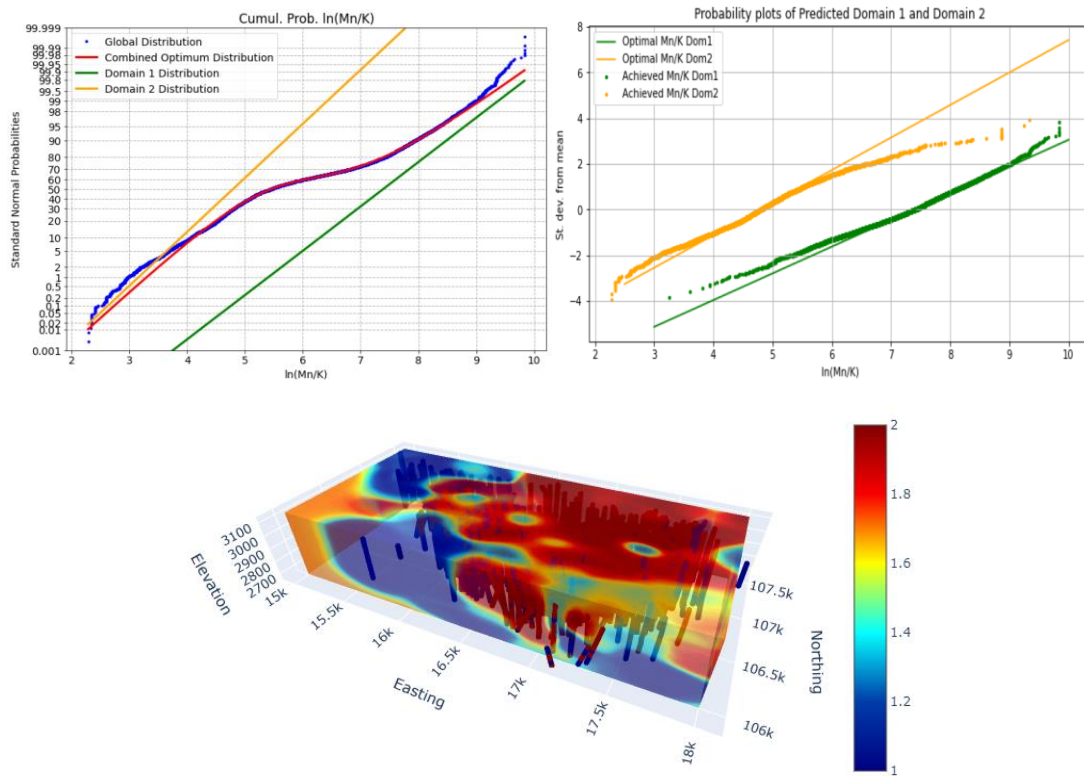 Cumul. Prob. ln(Mn/K)
Global Distribution
Combined Optimum Distribution
Domain 1 Distribution
Domain 2 Distribution
Standard Normal Probabilities
99.999
99.99
99.98
99.95
99.9
99.8
99.5
99
98
95
90
80
70
60
50
40
30
20
10
5
2
1
0.5
0.2
0.1
0.05
0.02
0.01
0.001
2 3 4 5 6 7 8 9 10
ln(Mn/K)
Probability plots of Predicted Domain 1 and Domain 2
Optimal Mn/K Dom1
Optimal Mn/K Dom2
Achieved Mn/K Dom1
Achieved Mn/K Dom2
St. dev. from mean
8
6
4
2
0
−2
−4
2 3 4 5 6 7 8 9 10
ln(Mn/K)
Elevation
3100
3000
2900
2800
2700
Easting
15k
15.5k
16k
16.5k
17k
17.5k
18k
Northing
107.5k
107k
106.5k
106k
2
1.8
1.6
1.4
1.2
1